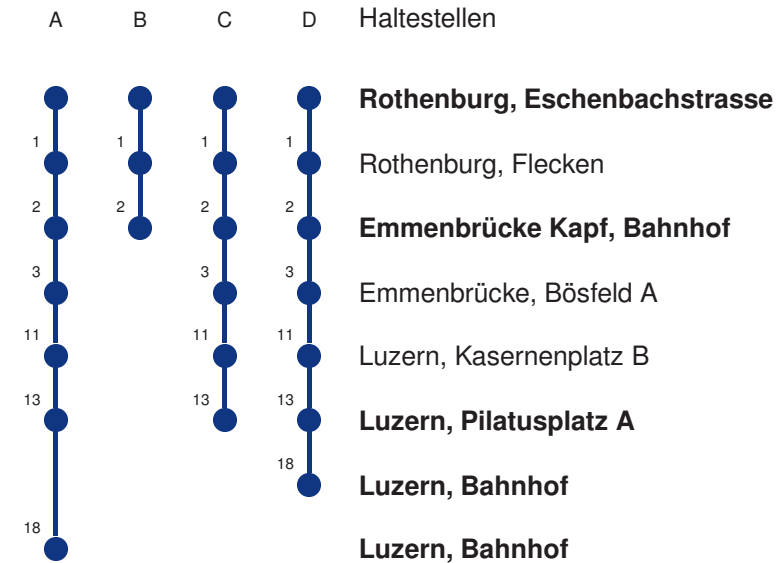 A B C D Haltestellen
Rothenburg, Eschenbachstrasse
1 1 1 1 Rothenburg, Flecken
2 2 2 2 Emmenbrücke Kapf, Bahnhof
3 3 3 Emmenbrücke, Bösfeld A
11 11 11 Luzern, Kasernenplatz B
13 13 13 Luzern, Pilatusplatz A
18 Luzern, Bahnhof
18 Luzern, Bahnhof